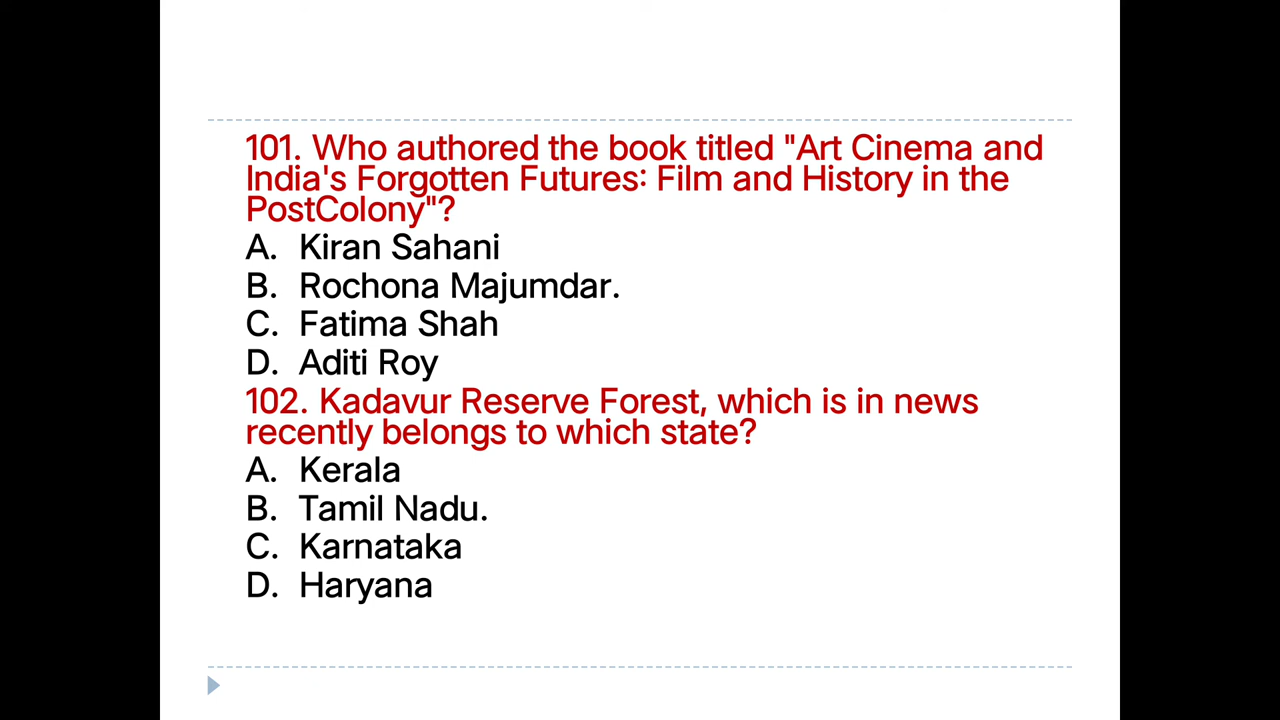 101. Who authored the book titled "Art Cinema and
India's Forgotten Futures: Film and History in the
PostColony"?
A. Kiran Sahani
B. Rochona Majumdar.
C. Fatima Shah
D. Aditi Roy
102. Kadavur Reserve Forest, which is in news
recently belongs to which state?
A. Kerala
B. Tamil Nadu.
C. Karnataka
D. Haryana